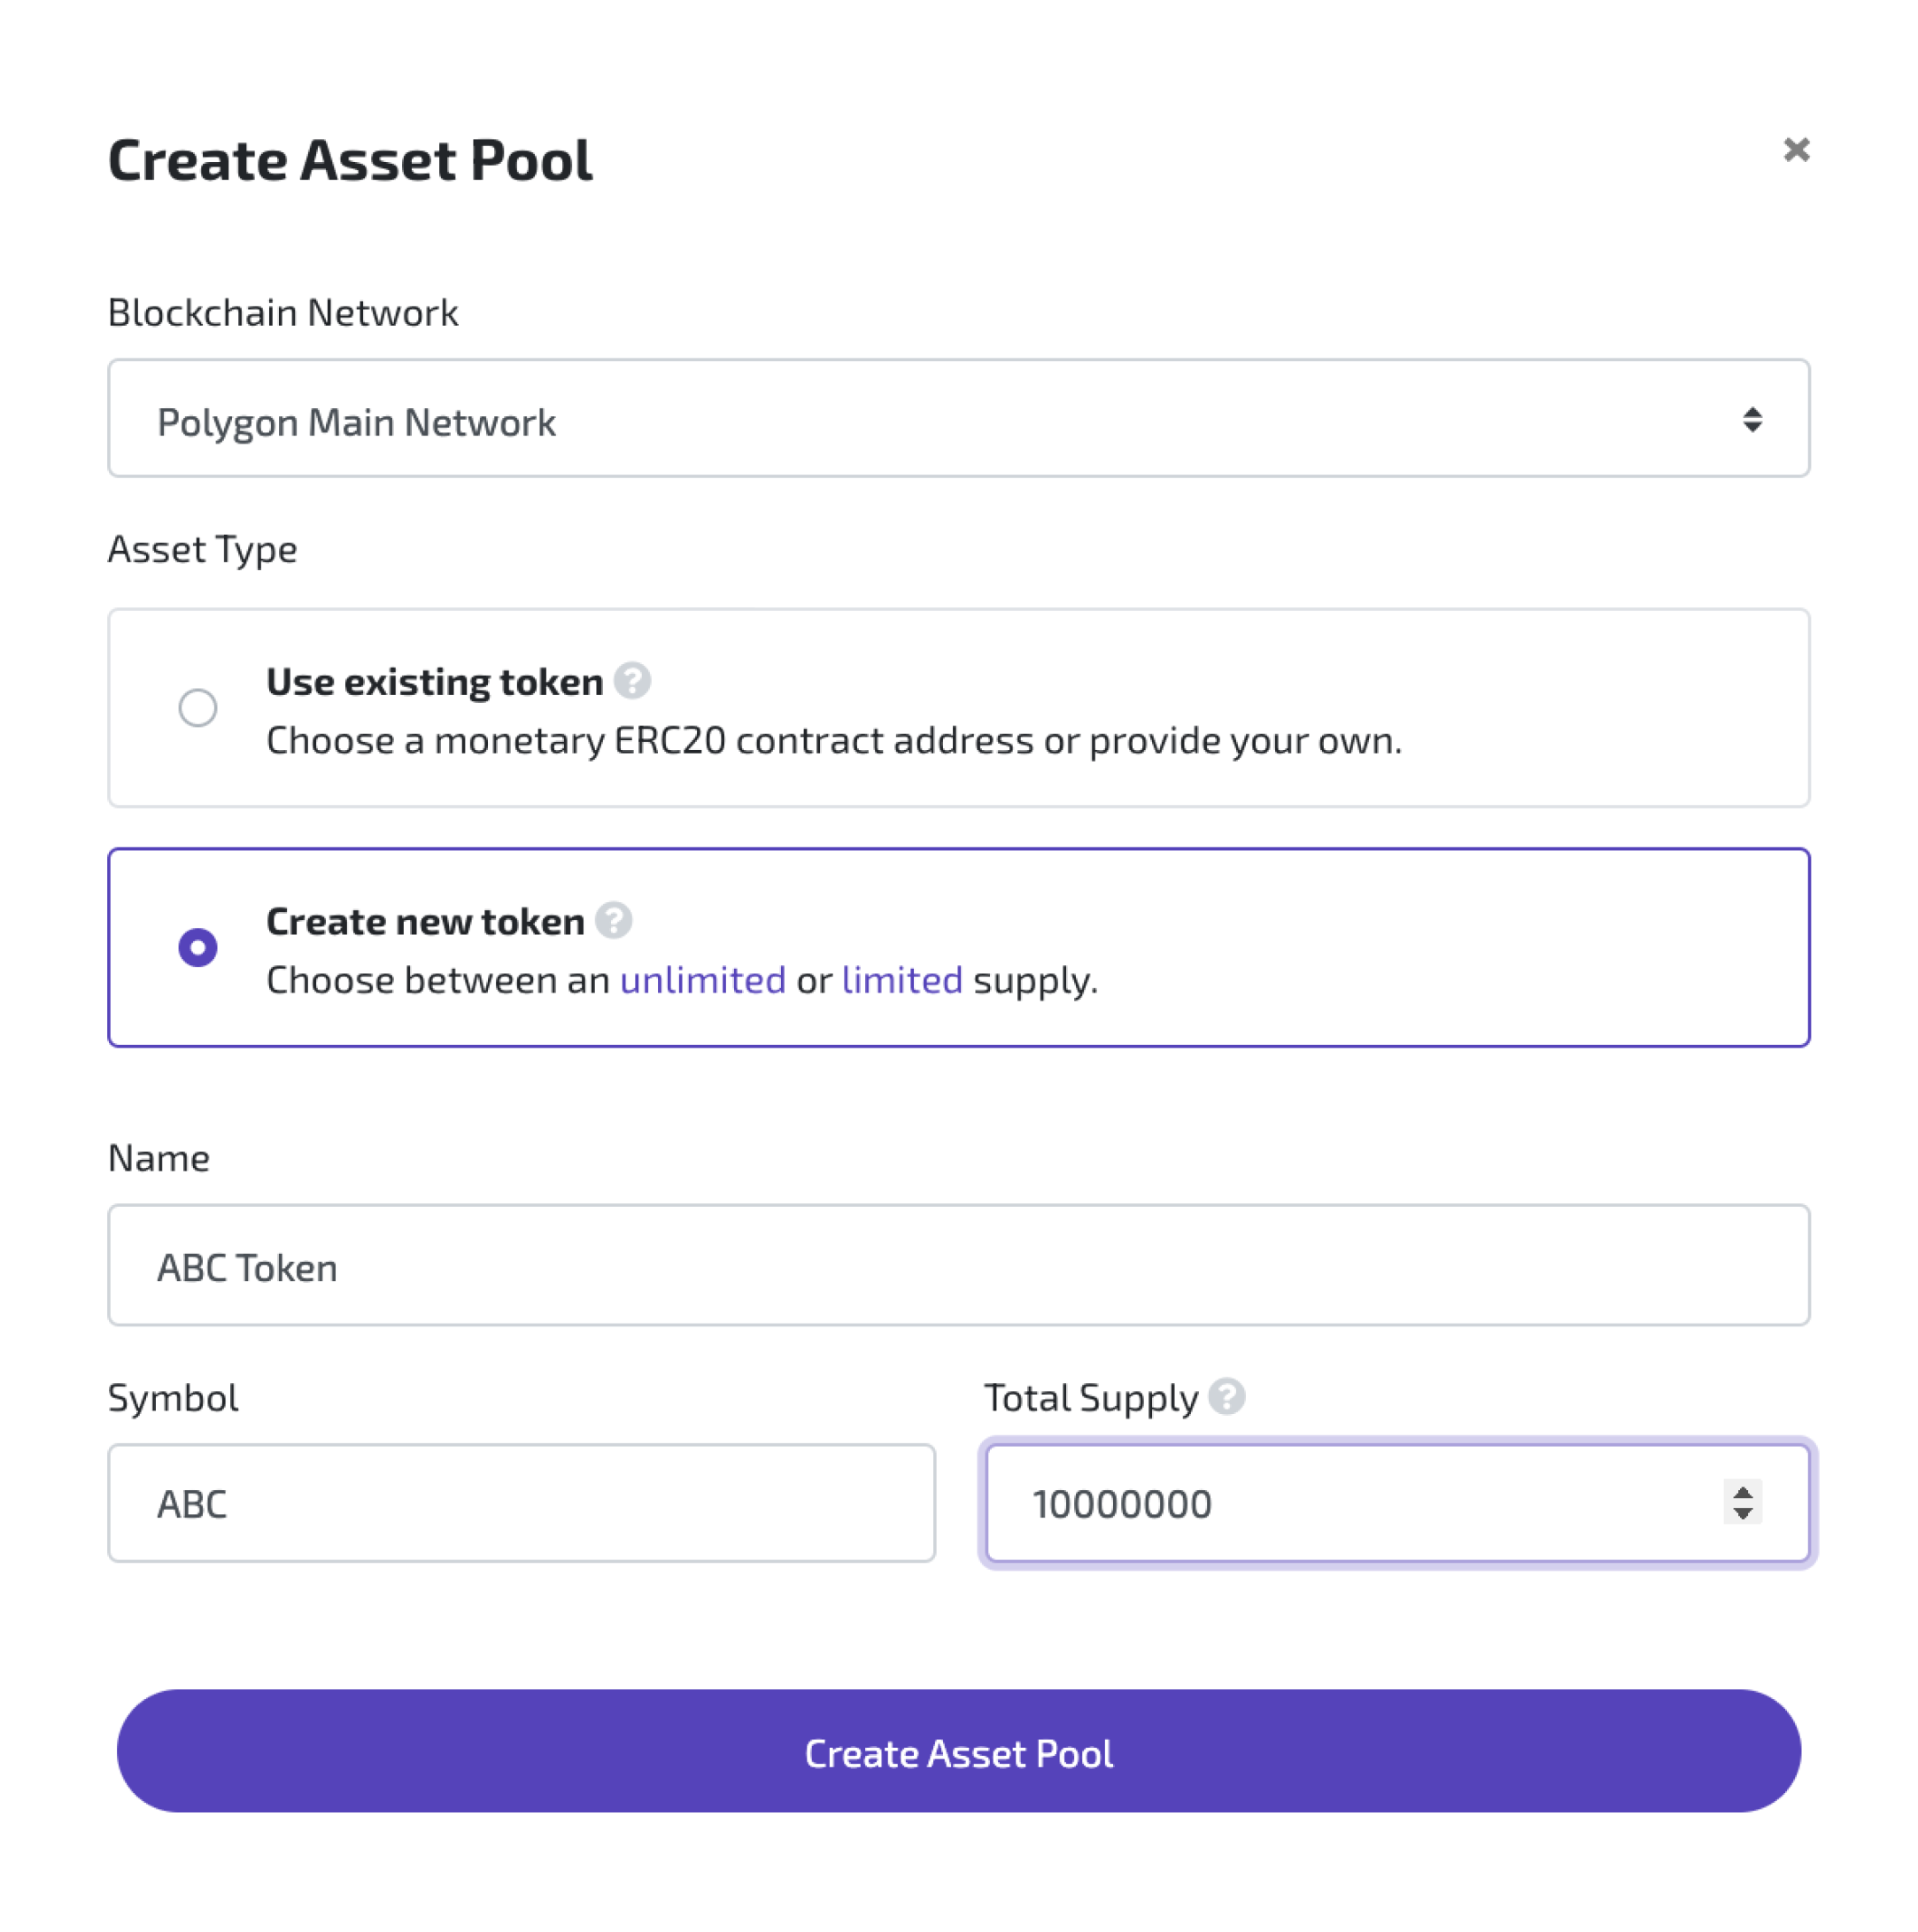 Create Asset Pool
Blockchain Network
Polygon Main Network
Asset Type
Use existing token
Choose a monetary ERC20 contract address or provide your own.
Create new token
Choose between an unlimited or limited supply.
Name
ABC Token
Symbol
Total Supply
ABC
10000000
Create Asset Pool